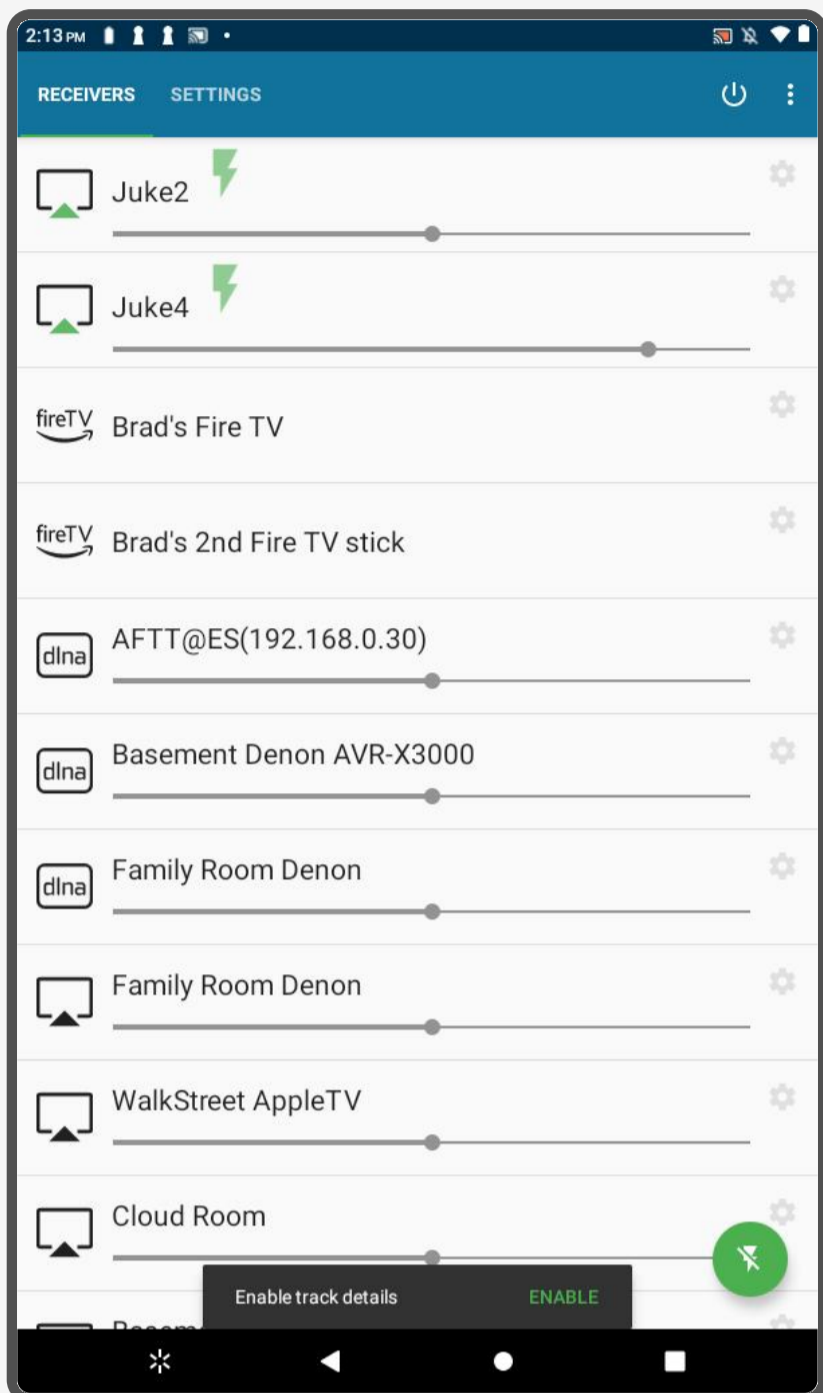 2:13 PM
RECEIVERS SETTINGS
Juke2
Juke4
fireTV Brad's Fire TV
fireTV Brad's 2nd Fire TV stick
dlna AFTT@ES(192.168.0.30)
dlna Basement Denon AVR-X3000
dlna Family Room Denon
Family Room Denon
WalkStreet AppleTV
Cloud Room
Enable track details ENABLE